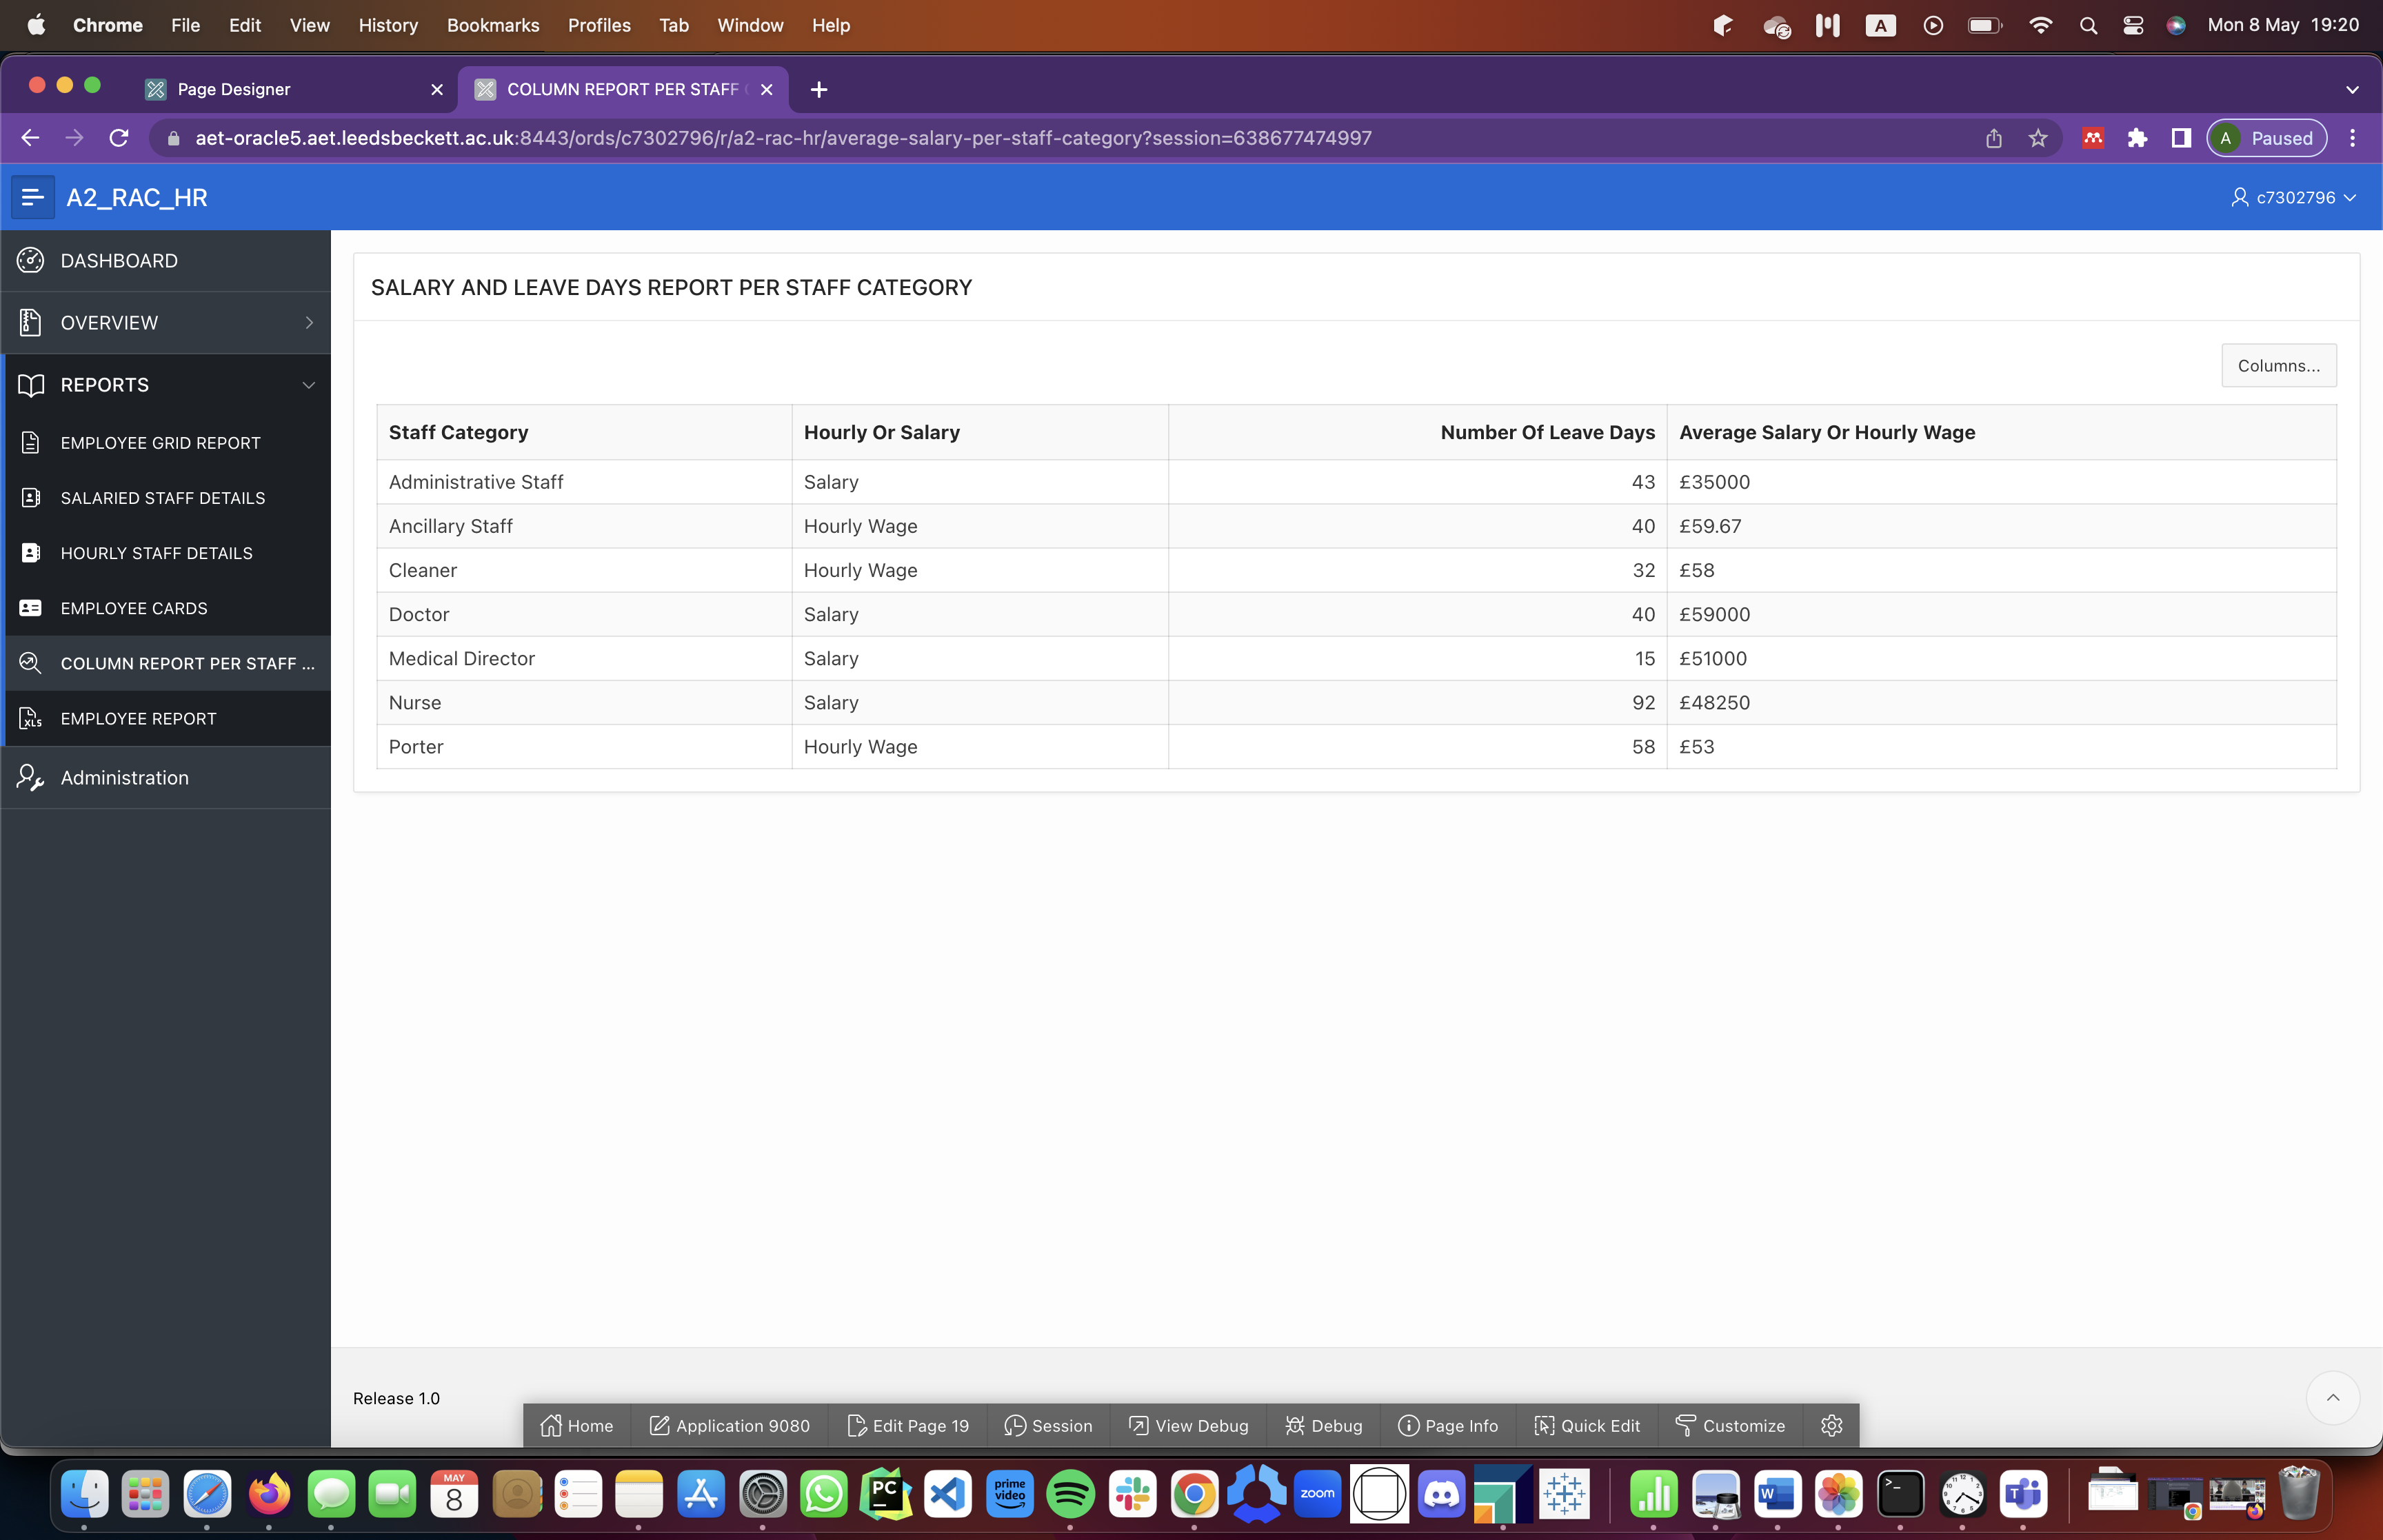 Chrome File Edit View History Bookmarks Profiles Tab Window Help A Mon 8 May 19:20
Page Designer COLUMN REPORT PER STAFF
aet-oracle5.aet.leedsbeckett.ac.uk:8443/ords/c7302796/r/a2-rac-hr/average-salary-per-staff-category?session=638677474997 A Paused
A2_RAC_HR c7302796
DASHBOARD
OVERVIEW
REPORTS
EMPLOYEE GRID REPORT
SALARIED STAFF DETAILS
HOURLY STAFF DETAILS
EMPLOYEE CARDS
COLUMN REPORT PER STAFF ...
XLS EMPLOYEE REPORT
Administration
SALARY AND LEAVE DAYS REPORT PER STAFF CATEGORY
Columns...
Staff Category Hourly Or Salary Number Of Leave Days Average Salary Or Hourly Wage
Administrative Staff Salary 43 £35000
Ancillary Staff Hourly Wage 40 £59.67
Cleaner Hourly Wage 32 £58
Doctor Salary 40 £59000
Medical Director Salary 15 £51000
Nurse Salary 92 £48250
Porter Hourly Wage 58 £53
Release 1.0
Home Application 9080 Edit Page 19 Session View Debug Debug Page Info Quick Edit Customize
MAY
8
PC
prime video
zoom
W
T